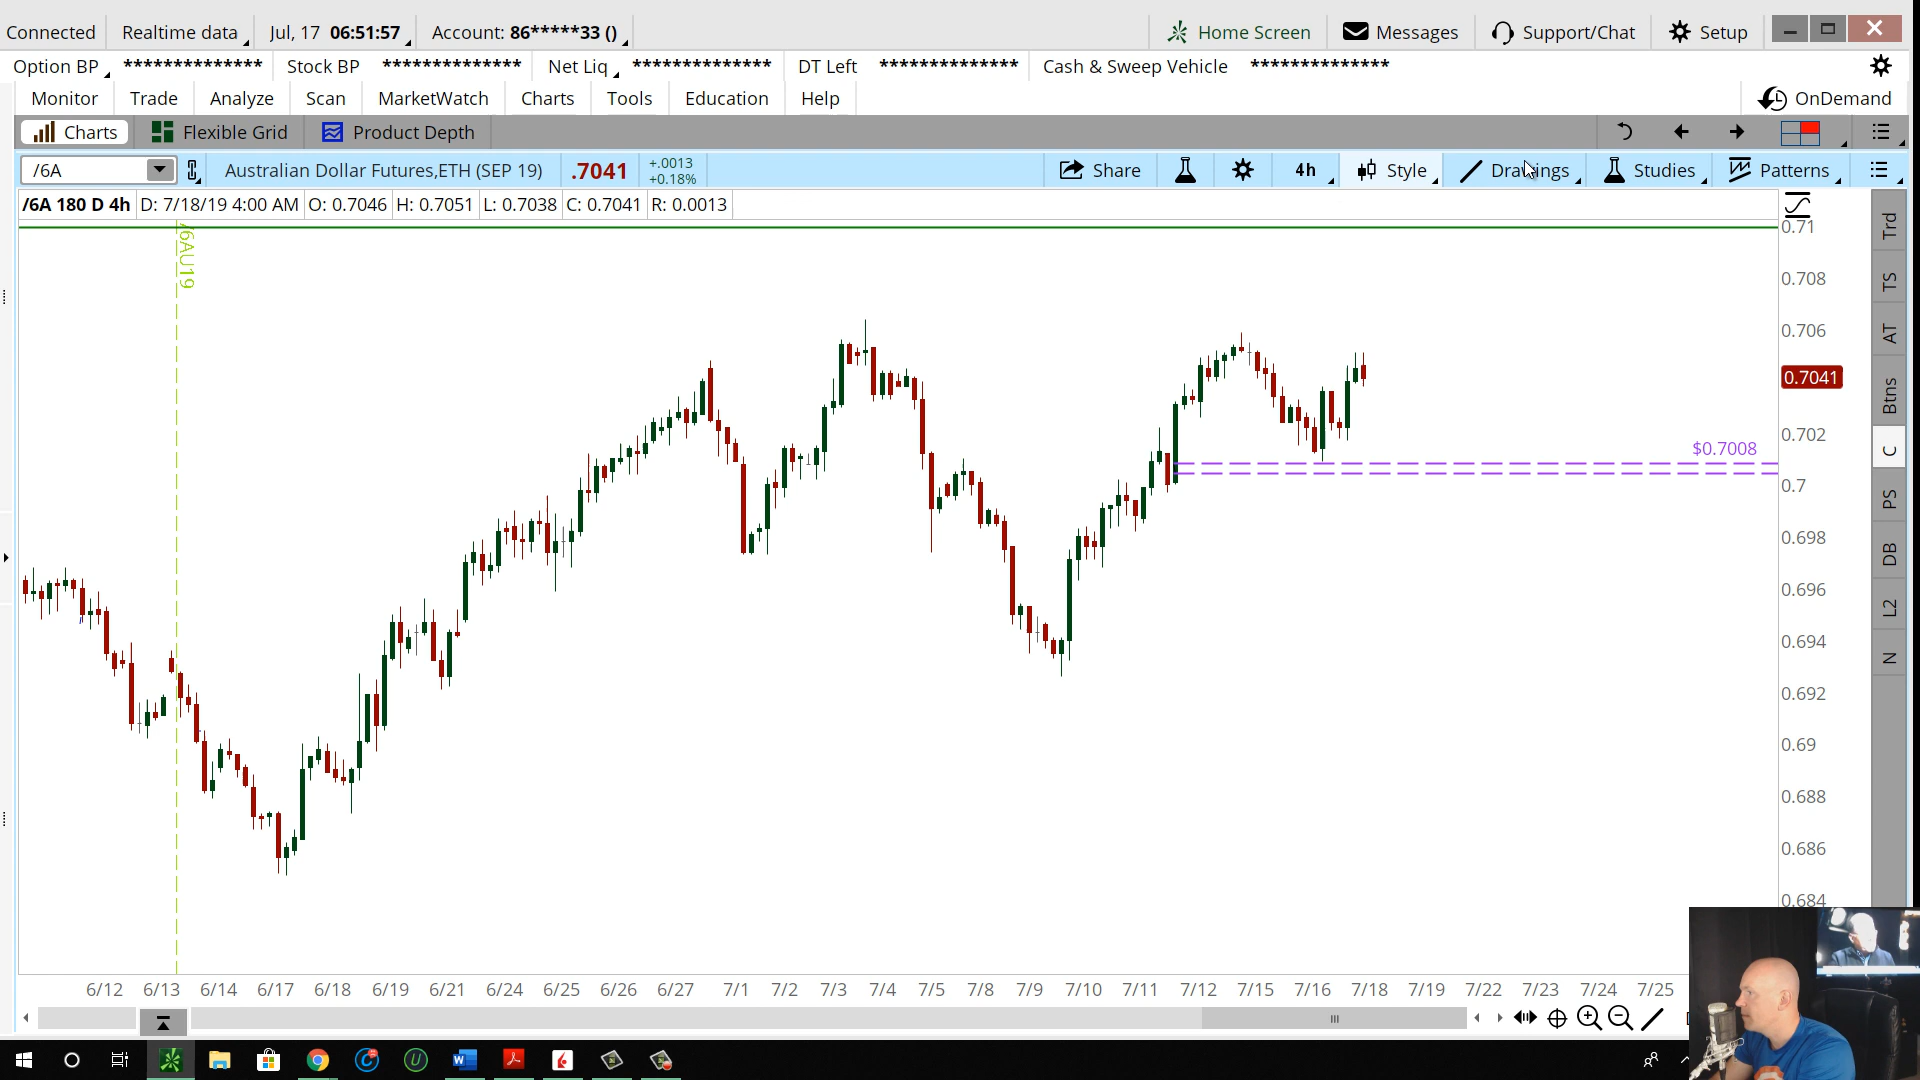 Connected Realtime data Jul, 17 06:51:57 Account: 86*****33 () Home Screen Messages Support/Chat Setup
Option BP ************** Stock BP ************** Net Liq ************** DT Left ************** Cash & Sweep Vehicle **************
Monitor Trade Analyze Scan MarketWatch Charts Tools Education Help OnDemand
Charts Flexible Grid Product Depth
/6A Australian Dollar Futures,ETH (SEP 19) .7041 +.0013 +0.18% Share 4h Style Drawings Studies Patterns
/6A 180 D 4h D: 7/18/19 4:00 AM O: 0.7046 H: 0.7051 L: 0.7038 C: 0.7041 R: 0.0013
/6AU19
0.71
0.708
0.706
0.7041
0.702
$0.7008
0.7
0.698
0.696
0.694
0.692
0.69
0.688
0.686
0.684
Trd
TS
AT
Btns
C
PS
DB
L2
N
6/12 6/13 6/14 6/17 6/18 6/19 6/21 6/24 6/25 6/26 6/27 7/1 7/2 7/3 7/4 7/5 7/8 7/9 7/10 7/11 7/12 7/15 7/16 7/18 7/19 7/22 7/23 7/24 7/25